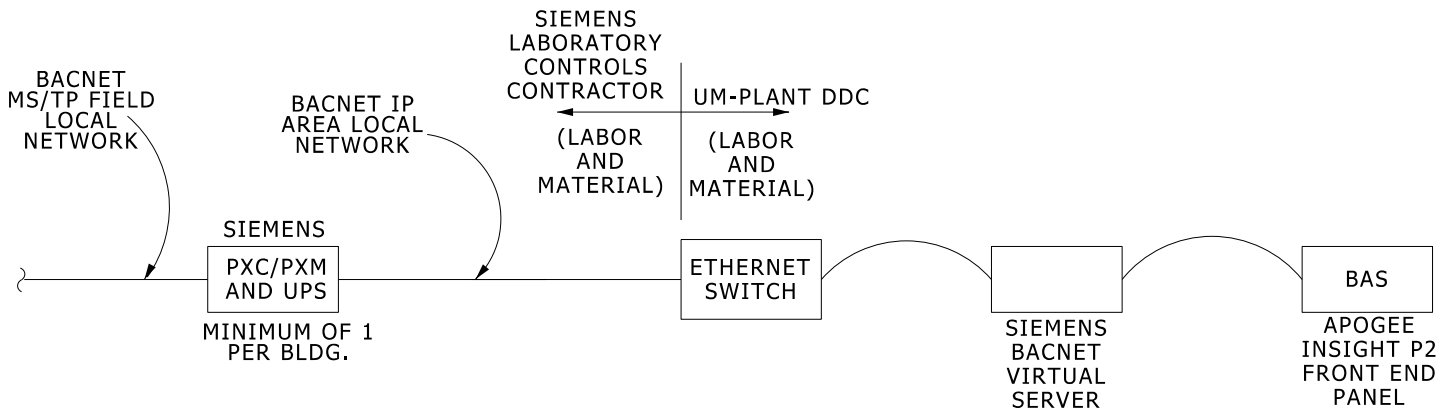 BACNET
MS/TP FIELD
LOCAL
NETWORK
BACNET IP
AREA LOCAL
NETWORK
SIEMENS
LABORATORY
CONTROLS
CONTRACTOR
(LABOR
AND
MATERIAL)
UM-PLANT DDC
(LABOR
AND
MATERIAL)
SIEMENS
PXC/PXM
AND UPS
MINIMUM OF 1
PER BLDG.
ETHERNET
SWITCH
SIEMENS
BACNET
VIRTUAL
SERVER
BAS
APOGEE
INSIGHT P2
FRONT END
PANEL